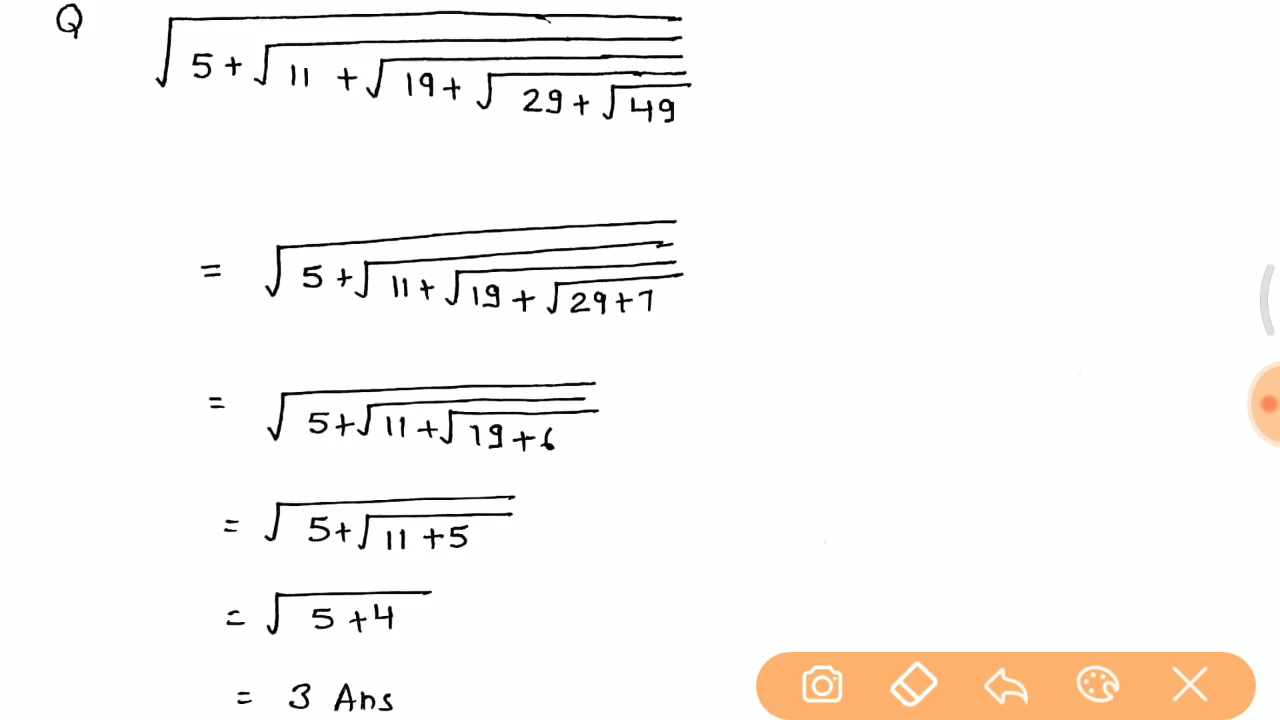 Q √(5+√(11+√(19+√(29+√49))))
= √(5+√(11+√(19+√(29+7))))
= √(5+√(11+√(19+6)))
= √(5+√(11+5))
= √(5+4)
= 3 Ans